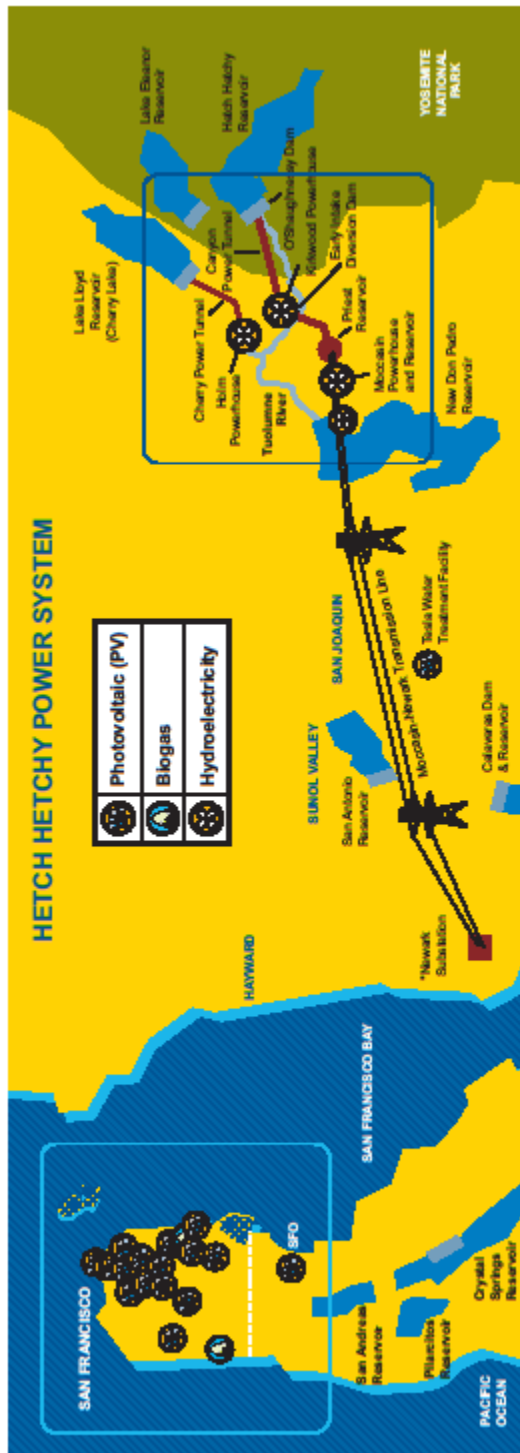 HETCH HETCHY POWER SYSTEM
Photovoltaic (PV)
Biogas
Hydroelectricity
SAN FRANCISCO
SFO
SAN FRANCISCO BAY
PACIFIC
OCEAN
San Andreas
Reservoir
Pilarcitos
Reservoir
Crystal
Springs
Reservoir
HAYWARD
*Newark
Substation
SUNOL VALLEY
San Antonio
Reservoir
Calaveras Dam
& Reservoir
SAN JOAQUIN
Moccasin-Newark Transmission Line
Tesla Water
Treatment Facility
Lake Lloyd
Reservoir
(Cherry Lake)
Lake Eleanor
Reservoir
Hetch Hetchy
Reservoir
Cherry Power Tunnel
Holm
Powerhouse
Tuolumne
River
Canyon
Power Tunnel
O'Shaughnessy Dam
Kirkwood Powerhouse
Early Intake
Diversion Dam
Priest
Reservoir
Moccasin
Powerhouse
and Reservoir
New Don Pedro
Reservoir
YOSEMITE
NATIONAL
PARK